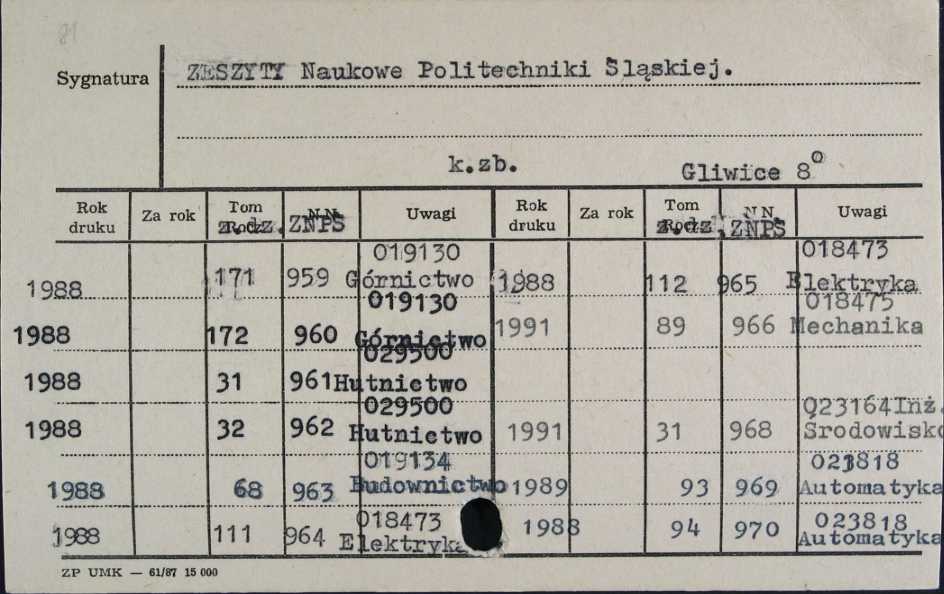 81
Sygnatura ZESZYTY Naukowe Politechniki Śląskiej.
k.zb. Gliwice 8°
Rok druku Za rok Tom z.dz. N.N. ZNPŚ Uwagi Rok druku Za rok Tom z.dz. N.N. ZNPŚ Uwagi
019130 018473
1988 171 959 Górnictwo 1988 112 965 Elektryka
019130 018475
1988 172 960 Górnictwo 1991 89 966 Mechanika
029500
1988 31 961 Hutnictwo
029500 023164 Inż.
1988 32 962 Hutnictwo 1991 31 968 Środowisko
019134 023818
1988 68 963 Budownictwo 1989 93 969 Automatyka
018473 023818
1988 111 964 Elektryka 1988 94 970 Automatyka
ZP UMK — 61/87 15 000